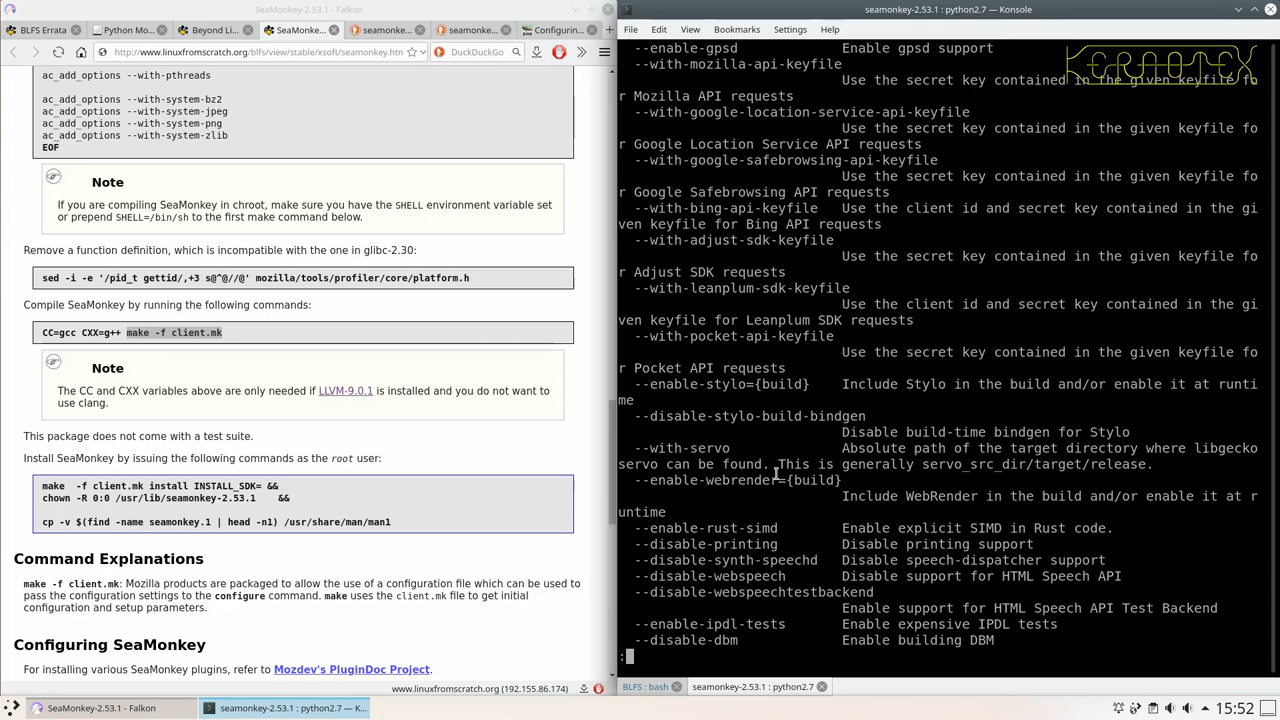 SeaMonkey-2.53.1 - Falkon
BLFS Errata
Python Mo
Beyond Li
SeaMonke
seamonke
seamonke
Configurin
http://www.linuxfromscratch.org/blfs/view/stable/xsoft/seamonkey.htn
DuckDuckGo
ac_add_options --with-pthreads
ac_add_options --with-system-bz2
ac_add_options --with-system-jpeg
ac_add_options --with-system-png
ac_add_options --with-system-zlib
EOF
Note
If you are compiling SeaMonkey in chroot, make sure you have the SHELL environment variable set
or prepend SHELL=/bin/sh to the first make command below.
Remove a function definition, which is incompatible with the one in glibc-2.30:
sed -i -e '/pid_t gettid/,+3 s@^@//@' mozilla/tools/profiler/core/platform.h
Compile SeaMonkey by running the following commands:
CC=gcc CXX=g++ make -f client.mk
Note
The CC and CXX variables above are only needed if LLVM-9.0.1 is installed and you do not want to
use clang.
This package does not come with a test suite.
Install SeaMonkey by issuing the following commands as the root user:
make  -f client.mk install INSTALL_SDK= &&
chown -R 0:0 /usr/lib/seamonkey-2.53.1    &&
cp -v $(find -name seamonkey.1 | head -n1) /usr/share/man/man1
Command Explanations
make -f client.mk: Mozilla products are packaged to allow the use of a configuration file which can be used to
pass the configuration settings to the configure command. make uses the client.mk file to get initial
configuration and setup parameters.
Configuring SeaMonkey
For installing various SeaMonkey plugins, refer to Mozdev's PluginDoc Project.
www.linuxfromscratch.org (192.155.86.174)
seamonkey-2.53.1 : python2.7 — Konsole
File Edit View Bookmarks Settings Help
KERNOTEX
--enable-gpsd Enable gpsd support
--with-mozilla-api-keyfile
Use the secret key contained in the given keyfile fo
r Mozilla API requests
--with-google-location-service-api-keyfile
Use the secret key contained in the given keyfile fo
r Google Location Service API requests
--with-google-safebrowsing-api-keyfile
Use the secret key contained in the given keyfile fo
r Google Safebrowsing API requests
--with-bing-api-keyfile Use the client id and secret key contained in the gi
ven keyfile for Bing API requests
--with-adjust-sdk-keyfile
Use the secret key contained in the given keyfile fo
r Adjust SDK requests
--with-leanplum-sdk-keyfile
Use the client id and secret key contained in the gi
ven keyfile for Leanplum SDK requests
--with-pocket-api-keyfile
Use the secret key contained in the given keyfile fo
r Pocket API requests
--enable-stylo={build} Include Stylo in the build and/or enable it at runti
me
--disable-stylo-build-bindgen
Disable build-time bindgen for Stylo
--with-servo Absolute path of the target directory where libgecko
servo can be found. This is generally servo_src_dir/target/release.
--enable-webrender={build}
Include WebRender in the build and/or enable it at r
untime
--enable-rust-simd Enable explicit SIMD in Rust code.
--disable-printing Disable printing support
--disable-synth-speechd Disable speech-dispatcher support
--disable-webspeech Disable support for HTML Speech API
--disable-webspeechtestbackend
Enable support for HTML Speech API Test Backend
--enable-ipdl-tests Enable expensive IPDL tests
--disable-dbm Enable building DBM
:
BLFS : bash
seamonkey-2.53.1 : python2.7
SeaMonkey-2.53.1 - Falkon
seamonkey-2.53.1 : python2.7 — K...
15:52